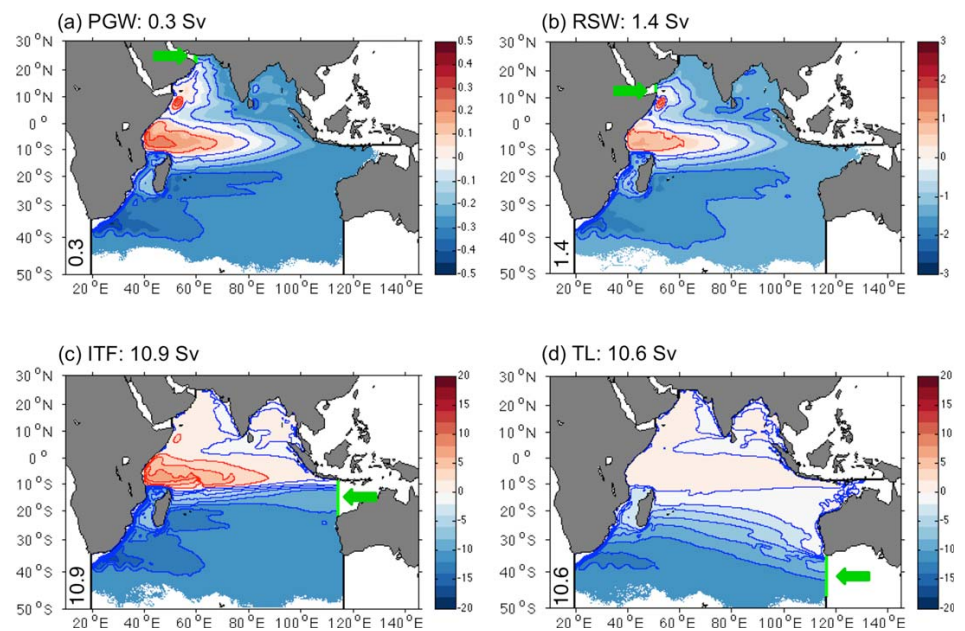 (a) PGW: 0.3 Sv
30°N
20°N
10°N
0°
10°S
20°S
30°S
40°S
50°S
20°E 40°E 60°E 80°E 100°E 120°E 140°E
0.3
0.5
0.4
0.3
0.2
0.1
0
-0.1
-0.2
-0.3
-0.4
-0.5
(b) RSW: 1.4 Sv
30°N
20°N
10°N
0°
10°S
20°S
30°S
40°S
50°S
20°E 40°E 60°E 80°E 100°E 120°E 140°E
1.4
3
2
1
0
-1
-2
-3
(c) ITF: 10.9 Sv
30°N
20°N
10°N
0°
10°S
20°S
30°S
40°S
50°S
20°E 40°E 60°E 80°E 100°E 120°E 140°E
10.9
20
15
10
5
0
-5
-10
-15
-20
(d) TL: 10.6 Sv
30°N
20°N
10°N
0°
10°S
20°S
30°S
40°S
50°S
20°E 40°E 60°E 80°E 100°E 120°E 140°E
10.6
20
15
10
5
0
-5
-10
-15
-20